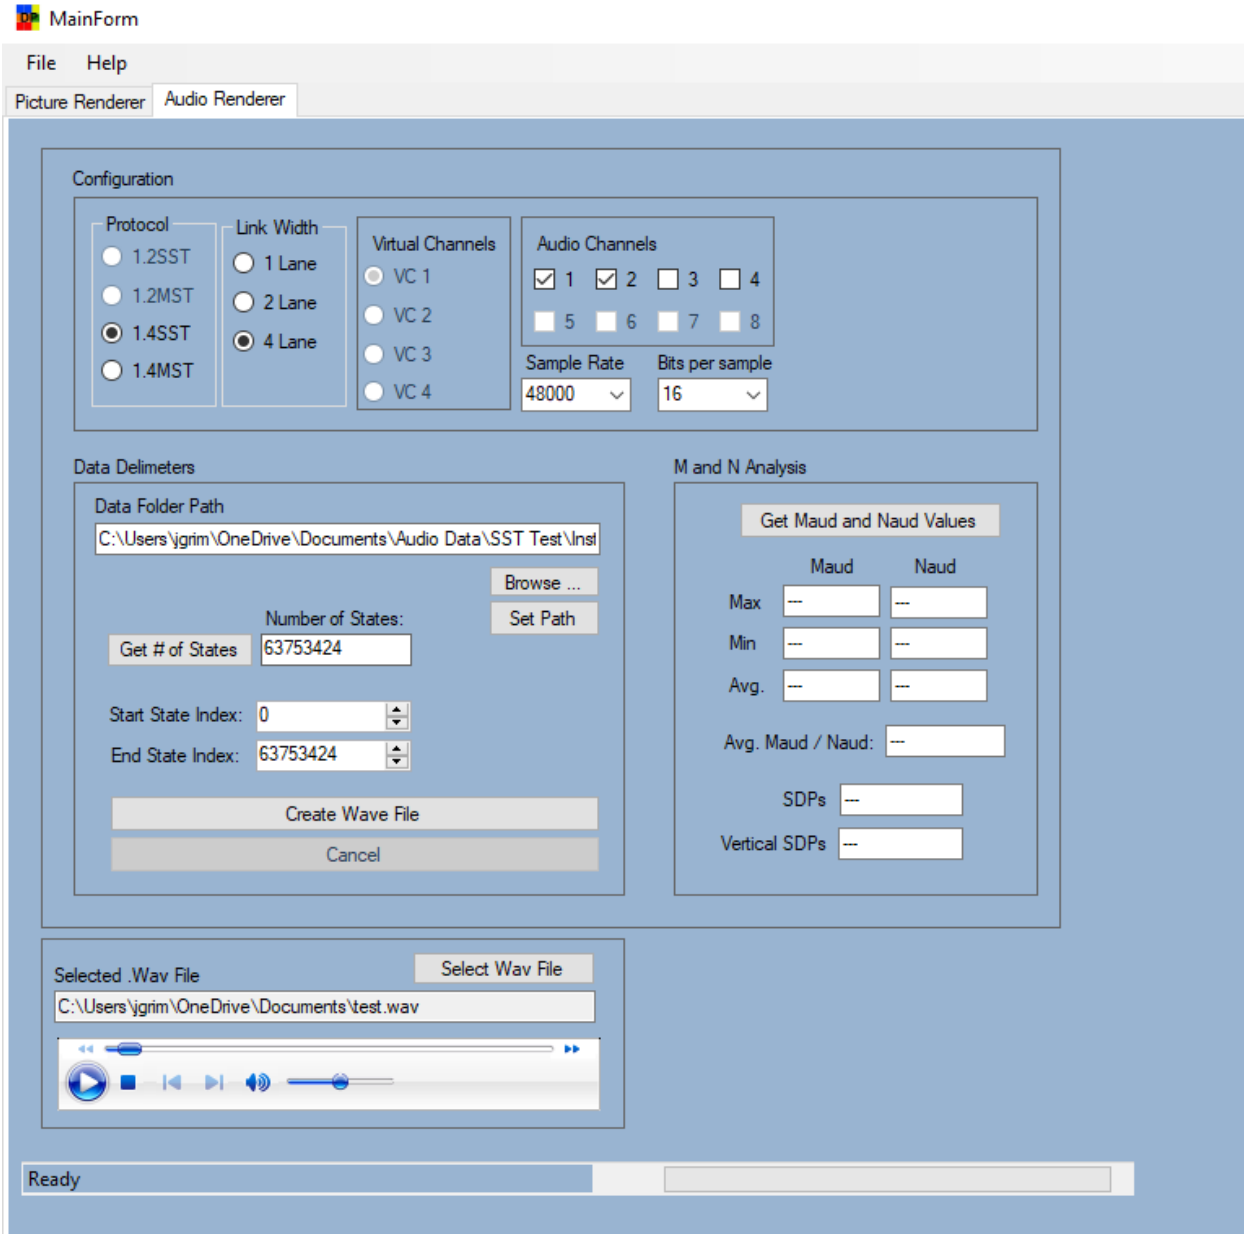 DP MainForm
File Help
Picture Renderer Audio Renderer
Configuration
Protocol
1.2SST
1.2MST
1.4SST
1.4MST
Link Width
1 Lane
2 Lane
4 Lane
Virtual Channels
VC 1
VC 2
VC 3
VC 4
Audio Channels
1 2 3 4
5 6 7 8
Sample Rate Bits per sample
48000 16
Data Delimeters
Data Folder Path
C:\Users\jgrim\OneDrive\Documents\Audio Data\SST Test\Inst
Browse ...
Set Path
Number of States:
Get # of States 63753424
Start State Index: 0
End State Index: 63753424
Create Wave File
Cancel
M and N Analysis
Get Maud and Naud Values
Maud Naud
Max --- ---
Min --- ---
Avg. --- ---
Avg. Maud / Naud: ---
SDPs ---
Vertical SDPs ---
Selected .Wav File Select Wav File
C:\Users\jgrim\OneDrive\Documents\test.wav
Ready